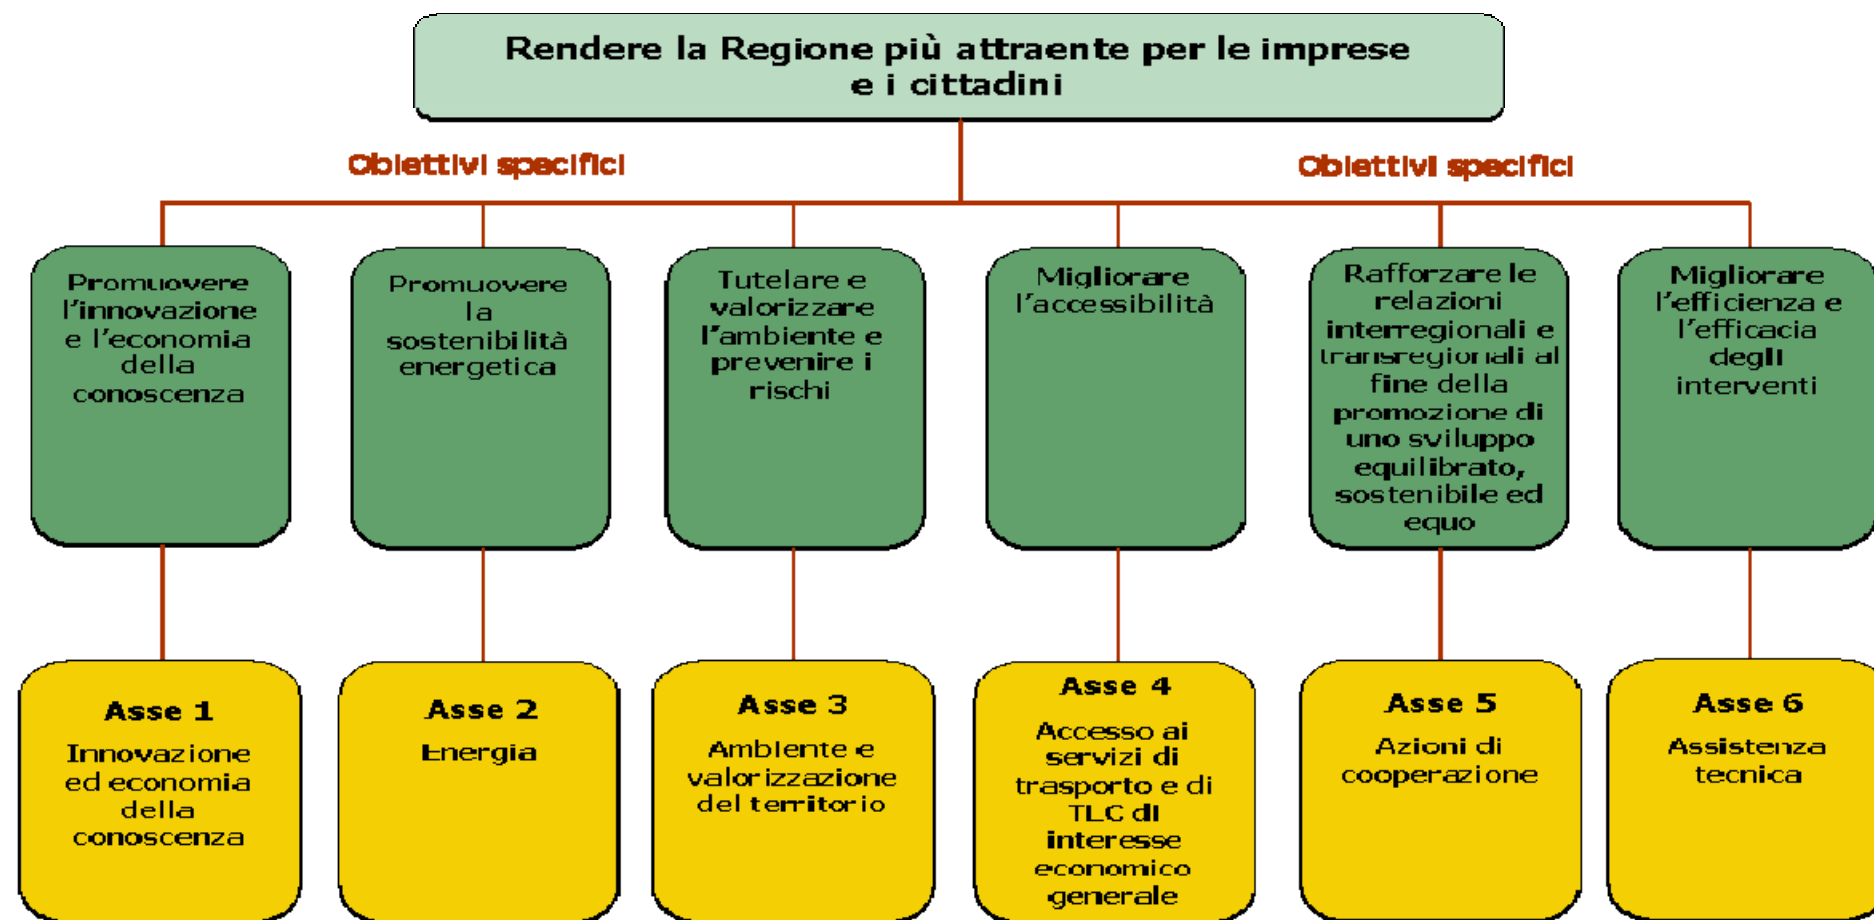 Rendere la Regione più attraente per le imprese
e i cittadini
Obiettivi specifici
Obiettivi specifici
Promuovere
l'innovazione
e l'economia
della
conoscenza
Promuovere
la
sostenibilità
energetica
Tutelare e
valorizzare
l'ambiente e
prevenire i
rischi
Migliorare
l'accessibilità
Rafforzare le
relazioni
interregionali e
transregionali al
fine della
promozione di
uno sviluppo
equilibrato,
sostenibile ed
equo
Migliorare
l'efficienza e
l'efficacia
degli
interventi
Asse 1
Innovazione
ed economia
della
conoscenza
Asse 2
Energia
Asse 3
Ambiente e
valorizzazione
del territorio
Asse 4
Accesso ai
servizi di
trasporto e di
TLC di
interesse
economico
generale
Asse 5
Azioni di
cooperazione
Asse 6
Assistenza
tecnica